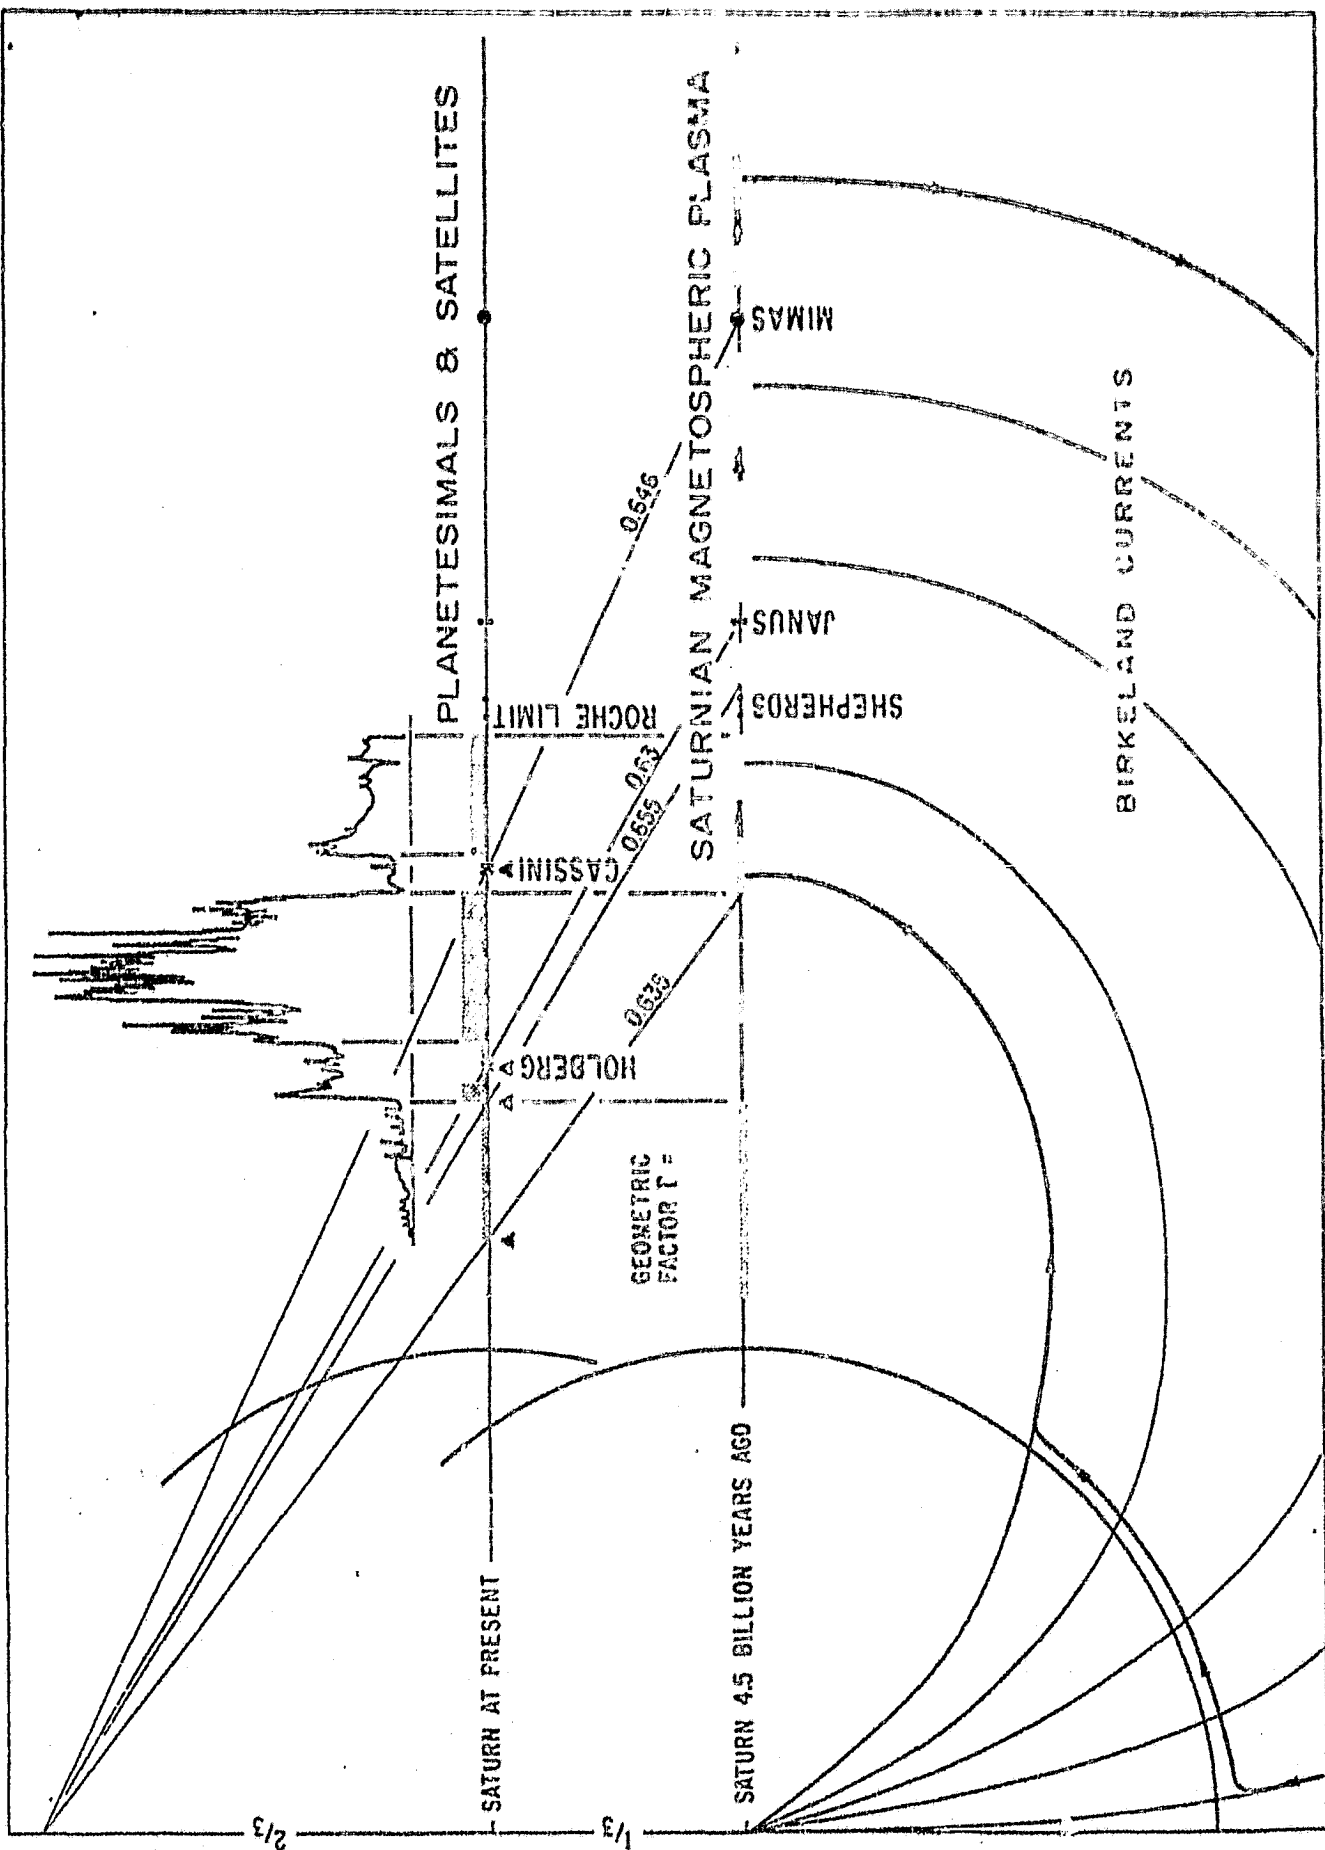 PLANETESIMALS & SATELLITES
ROCHE LIMIT
CASSINI
HOLBERG
SATURN AT PRESENT
2/3
1/3
0.646
0.63
0.655
0.635
GEOMETRIC
FACTOR Γ =
SATURNIAN MAGNETOSPHERIC PLASMA
MIMAS
JANUS
SHEPHERDS
SATURN 4.5 BILLION YEARS AGO
BIRKELAND CURRENTS